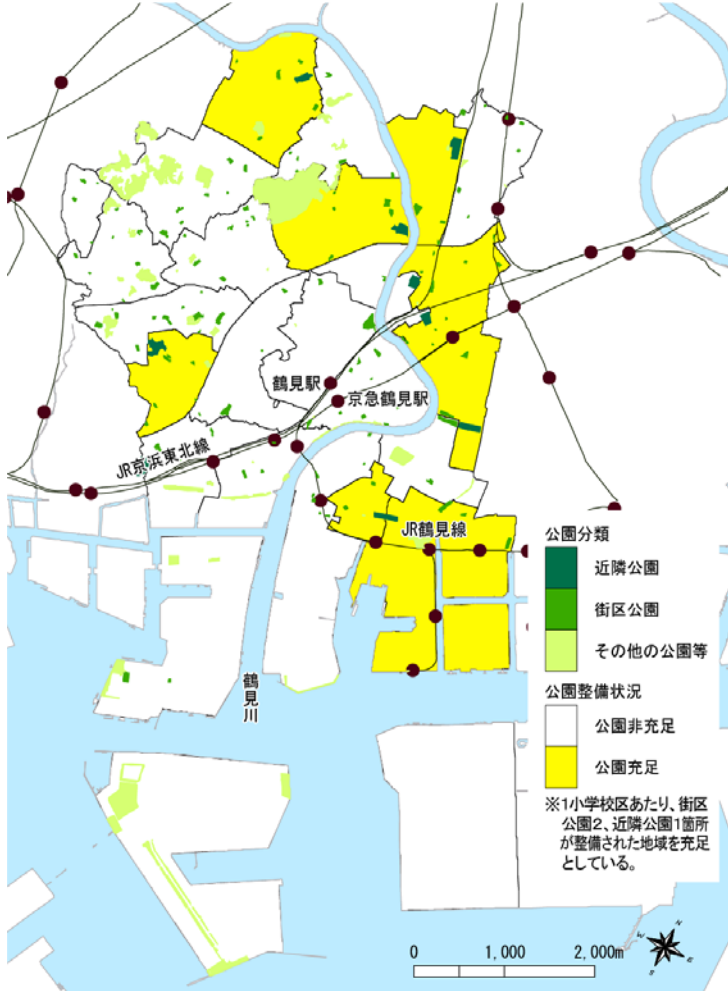 鶴見駅
京急鶴見駅
JR京浜東北線
JR鶴見線
鶴見川
公園分類
近隣公園
街区公園
その他の公園等
公園整備状況
公園非充足
公園充足
※1小学校区あたり、街区
公園2、近隣公園1箇所
が整備された地域を充足
としている。
0 1,000 2,000m
N
W
E
S